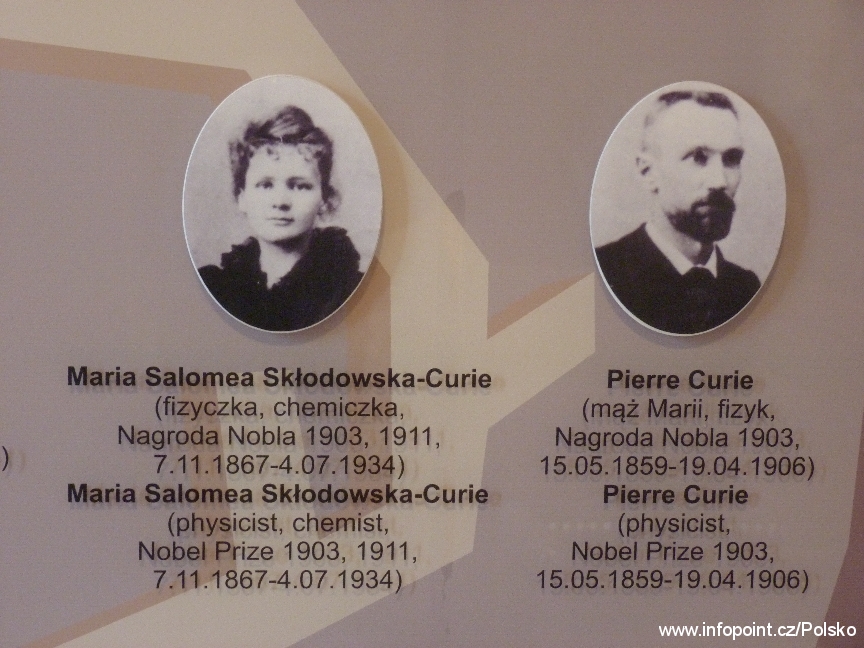 Maria Salomea Skłodowska-Curie
(fizyczka, chemiczka,
Nagroda Nobla 1903, 1911,
7.11.1867-4.07.1934)
Maria Salomea Skłodowska-Curie
(physicist, chemist,
Nobel Prize 1903, 1911,
7.11.1867-4.07.1934)
Pierre Curie
(mąż Marii, fizyk,
Nagroda Nobla 1903,
15.05.1859-19.04.1906)
Pierre Curie
(physicist,
Nobel Prize 1903,
15.05.1859-19.04.1906)
)
www.infopoint.cz/Polsko